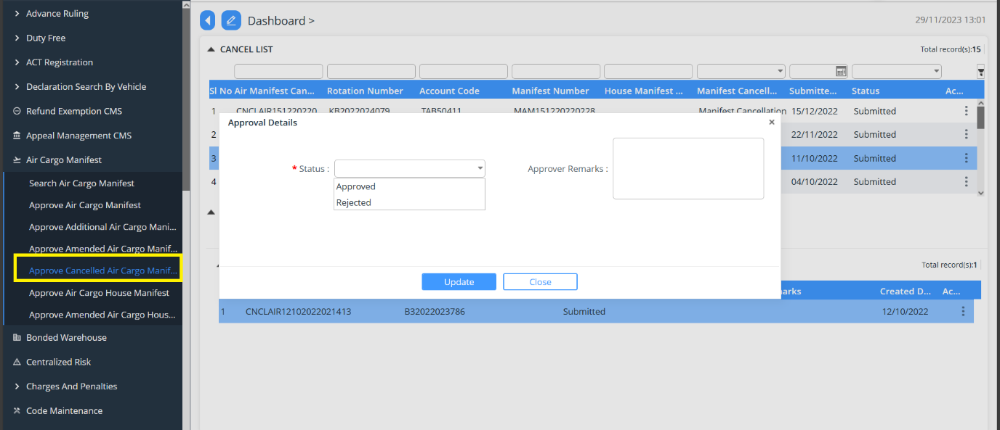 Advance Ruling
Duty Free
ACT Registration
Declaration Search By Vehicle
Refund Exemption CMS
Appeal Management CMS
Air Cargo Manifest
Search Air Cargo Manifest
Approve Air Cargo Manifest
Approve Additional Air Cargo Mani...
Approve Amended Air Cargo Manif...
Approve Cancelled Air Cargo Manif...
Approve Air Cargo House Manifest
Approve Amended Air Cargo Hous...
Bonded Warehouse
Centralized Risk
Charges And Penalties
Code Maintenance
Dashboard >
29/11/2023 13:01
CANCEL LIST
Total record(s):15
Sl No Air Manifest Can... Rotation Number Account Code Manifest Number House Manifest ... Manifest Cancell... Submitte... Status Ac...
1 CNCLAIR151220220 KB2022024079 TAB50411 MAM151220220228 Manifest Cancellation 15/12/2022 Submitted
2 22/11/2022 Submitted
3 11/10/2022 Submitted
4 04/10/2022 Submitted
Approval Details ×
* Status :
Approved
Rejected
Approver Remarks :
Update Close
Total record(s):1
arks Created D... Ac...
1 CNCLAIR12102022021413 B32022023786 Submitted 12/10/2022